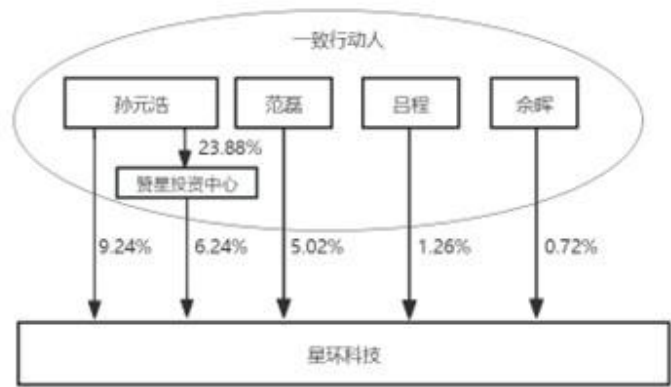 一致行动人
孙元浩 范磊 吕程 佘晖
23.88%
赞星投资中心
9.24% 6.24% 5.02% 1.26% 0.72%
星环科技